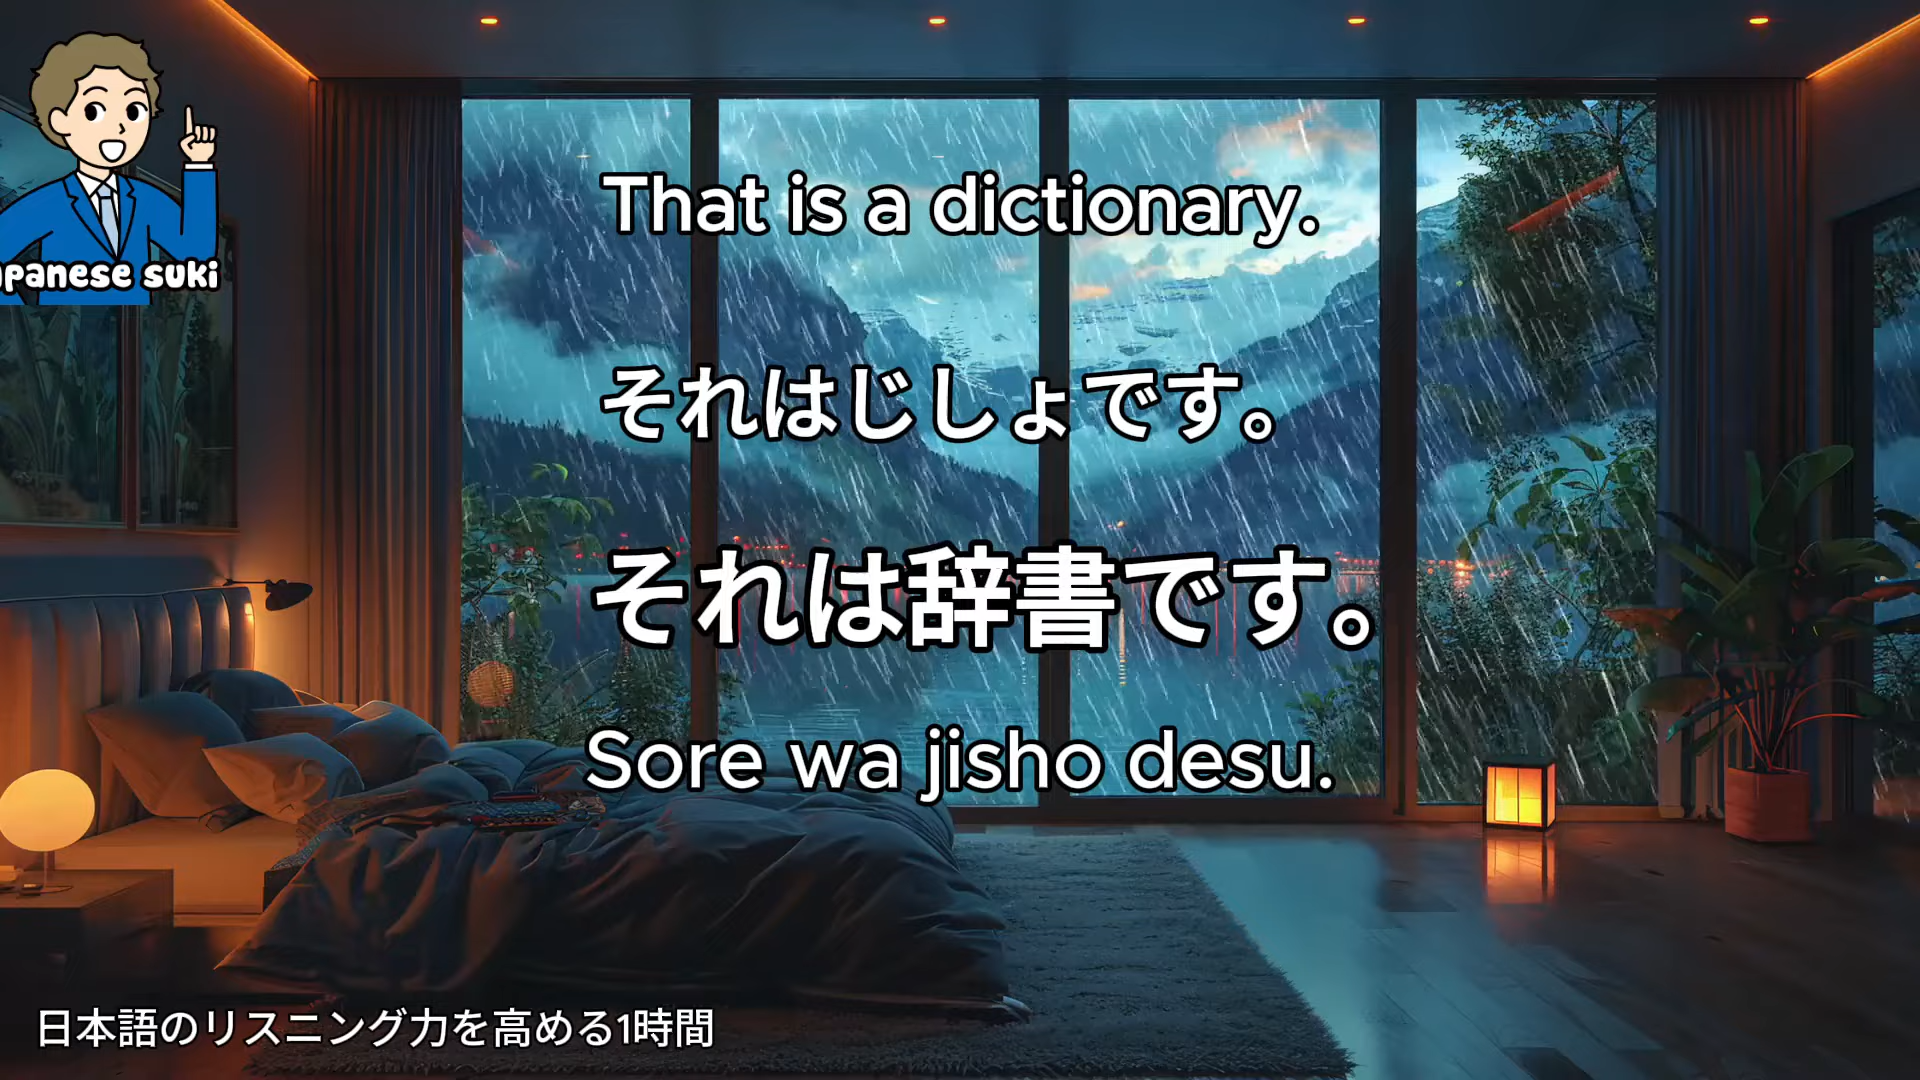 apanese suki
That is a dictionary.
それはじしょです。
それは辞書です。
Sore wa jisho desu.
日本語のリスニング力を高める1時間